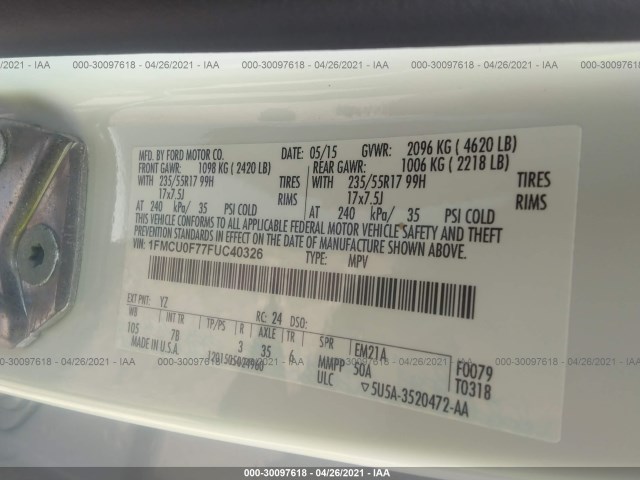 000-30097618 - 04/26/2021 - IAA
MFD. BY FORD MOTOR CO. DATE: 05/15 GVWR: 2096 KG ( 4620 LB)
FRONT GAWR: 1098 KG ( 2420 LB) REAR GAWR: 1006 KG ( 2218 LB)
WITH 235/55R17 99H TIRES WITH 235/55R17 99H TIRES
17x7.5J RIMS 17x7.5J RIMS
AT 240 kPa/ 35 PSI COLD AT 240 kPa/ 35 PSI COLD
THIS VEHICLE CONFORMS TO ALL APPLICABLE FEDERAL MOTOR VEHICLE SAFETY AND THEFT
PREVENTION STANDARDS IN EFFECT ON THE DATE OF MANUFACTURE SHOWN ABOVE.
VIN: 1FMCU0F77FUC40326 TYPE: MPV
EXT PNT: YZ RC: 24 DSO:
WB INT TR TP/PS R AXLE TR SPR EM21A F0079
105 7B 3 35 6 MMPP 50A T0318
MADE IN U.S.A. ULC
▽5U5A-3520472-AA
000-30097618 - 04/26/2021 - IAA